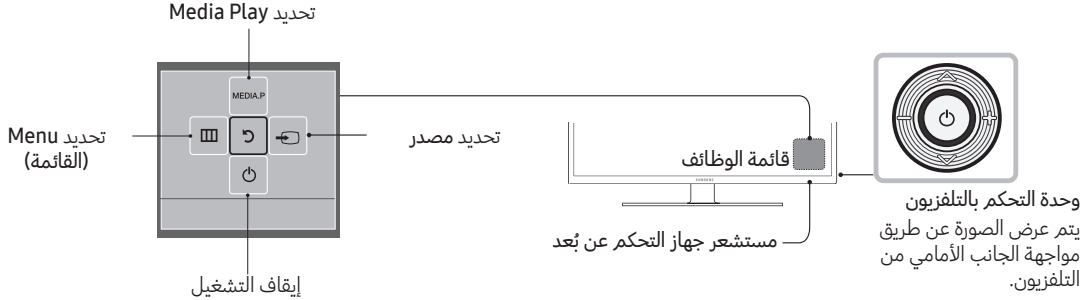 تحديد Media Play
MEDIA.P
تحديد Menu
(القائمة)
تحديد مصدر
إيقاف التشغيل
قائمة الوظائف
SAMSUNG
مستشعر جهاز التحكم عن بُعد
وحدة التحكم بالتلفزيون
يتم عرض الصورة عن طريق
مواجهة الجانب الأمامي من
التلفزيون.